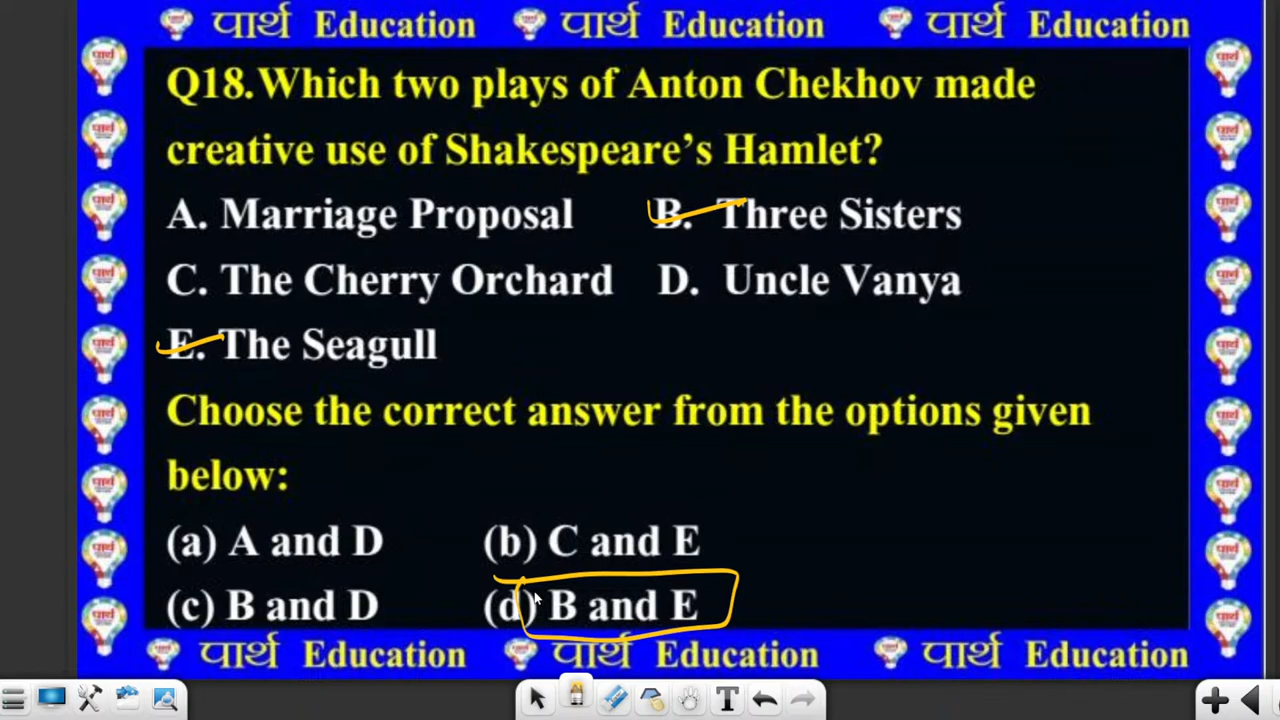 पार्थ Education पार्थ Education पार्थ Education
Q18.Which two plays of Anton Chekhov made
creative use of Shakespeare’s Hamlet?
A. Marriage Proposal B. Three Sisters
C. The Cherry Orchard D. Uncle Vanya
E. The Seagull
Choose the correct answer from the options given
below:
(a) A and D (b) C and E
(c) B and D (d) B and E
पार्थ Education पार्थ Education पार्थ Education